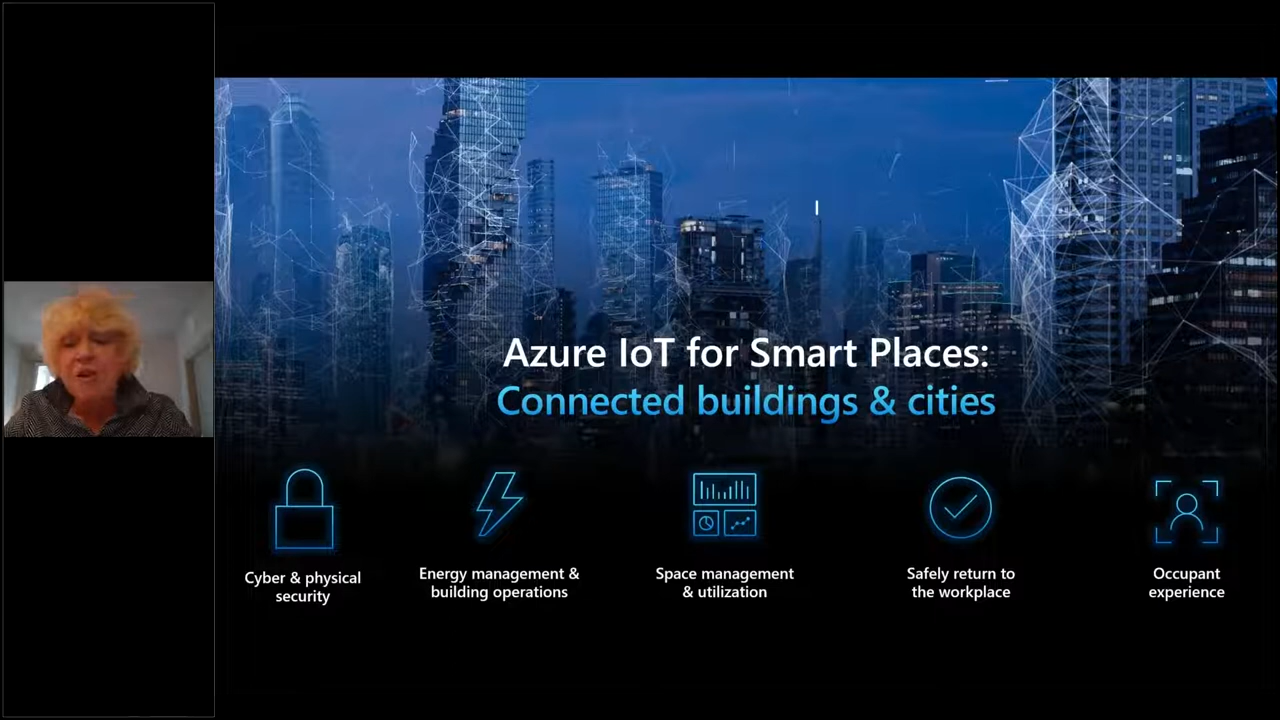 Azure IoT for Smart Places:
Connected buildings & cities
Cyber & physical
security
Energy management &
building operations
Space management
& utilization
Safely return to
the workplace
Occupant
experience